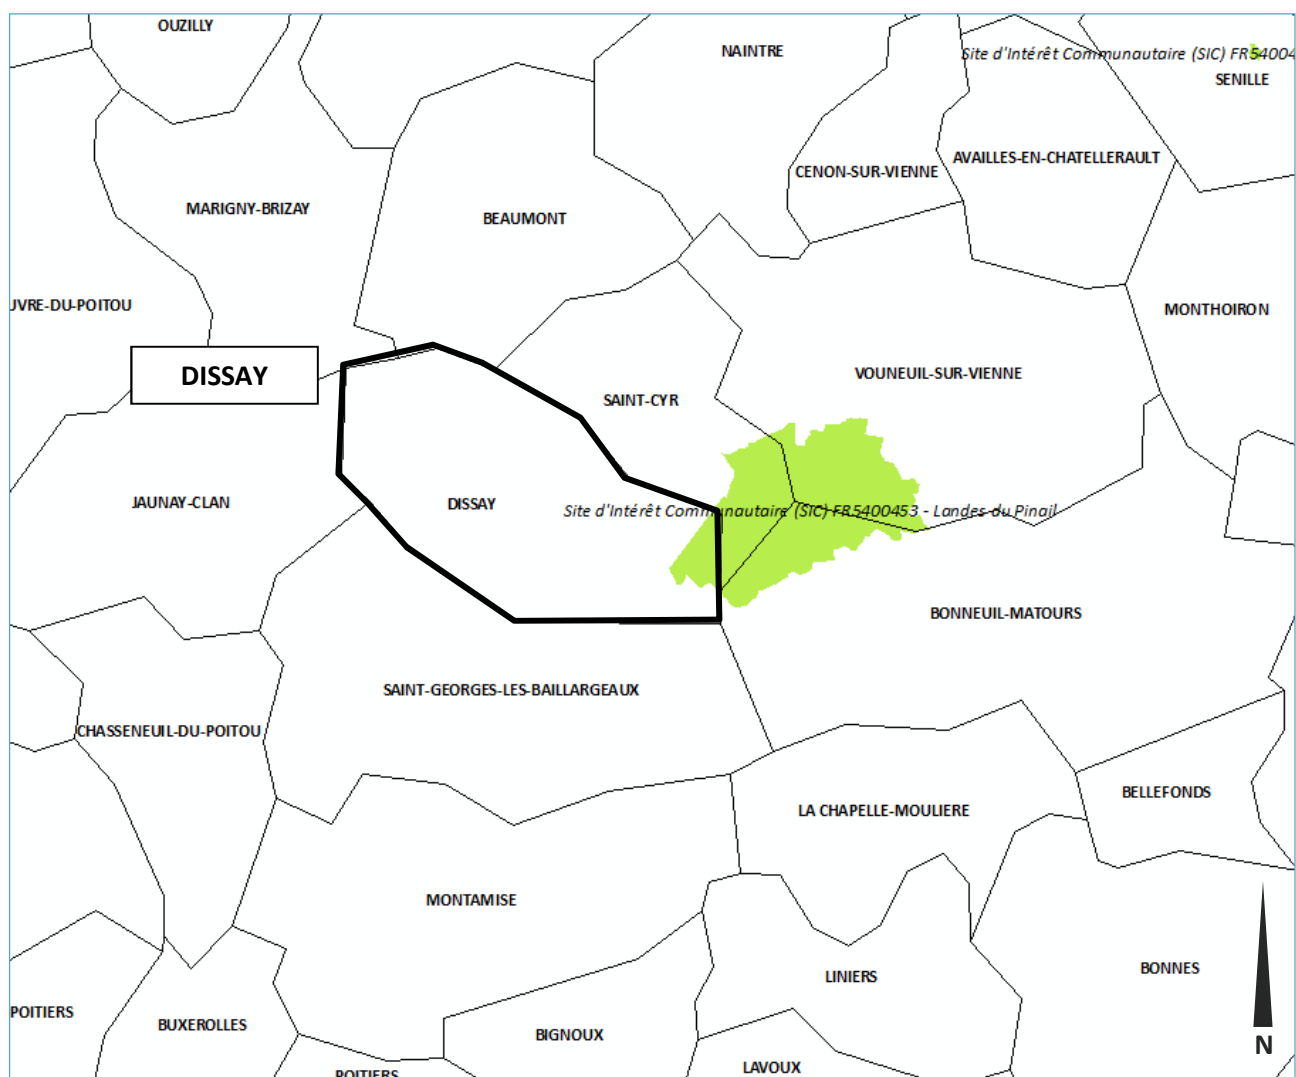 OUZILLY
NAINTRE
Site d'Intérêt Communautaire (SIC) FR54004
SENILLE
AVAILLES-EN-CHATELLERAULT
CENON-SUR-VIENNE
MARIGNY-BRIZAY
BEAUMONT
JVRE-DU-POITOU
MONTHOIRON
DISSAY
VOUNEUIL-SUR-VIENNE
SAINT-CYR
JAUNAY-CLAN
DISSAY
Site d'Intérêt Communautaire (SIC) FR5400453 - Landes du Pinail
BONNEUIL-MATOURS
SAINT-GEORGES-LES-BAILLARGEAUX
CHASSENEUIL-DU-POITOU
BELLEFONDS
LA CHAPELLE-MOULIERE
MONTAMISE
BONNES
LINIERS
POITIERS
BUXEROLLES
BIGNOUX
N
LAVOUX
POITIERS